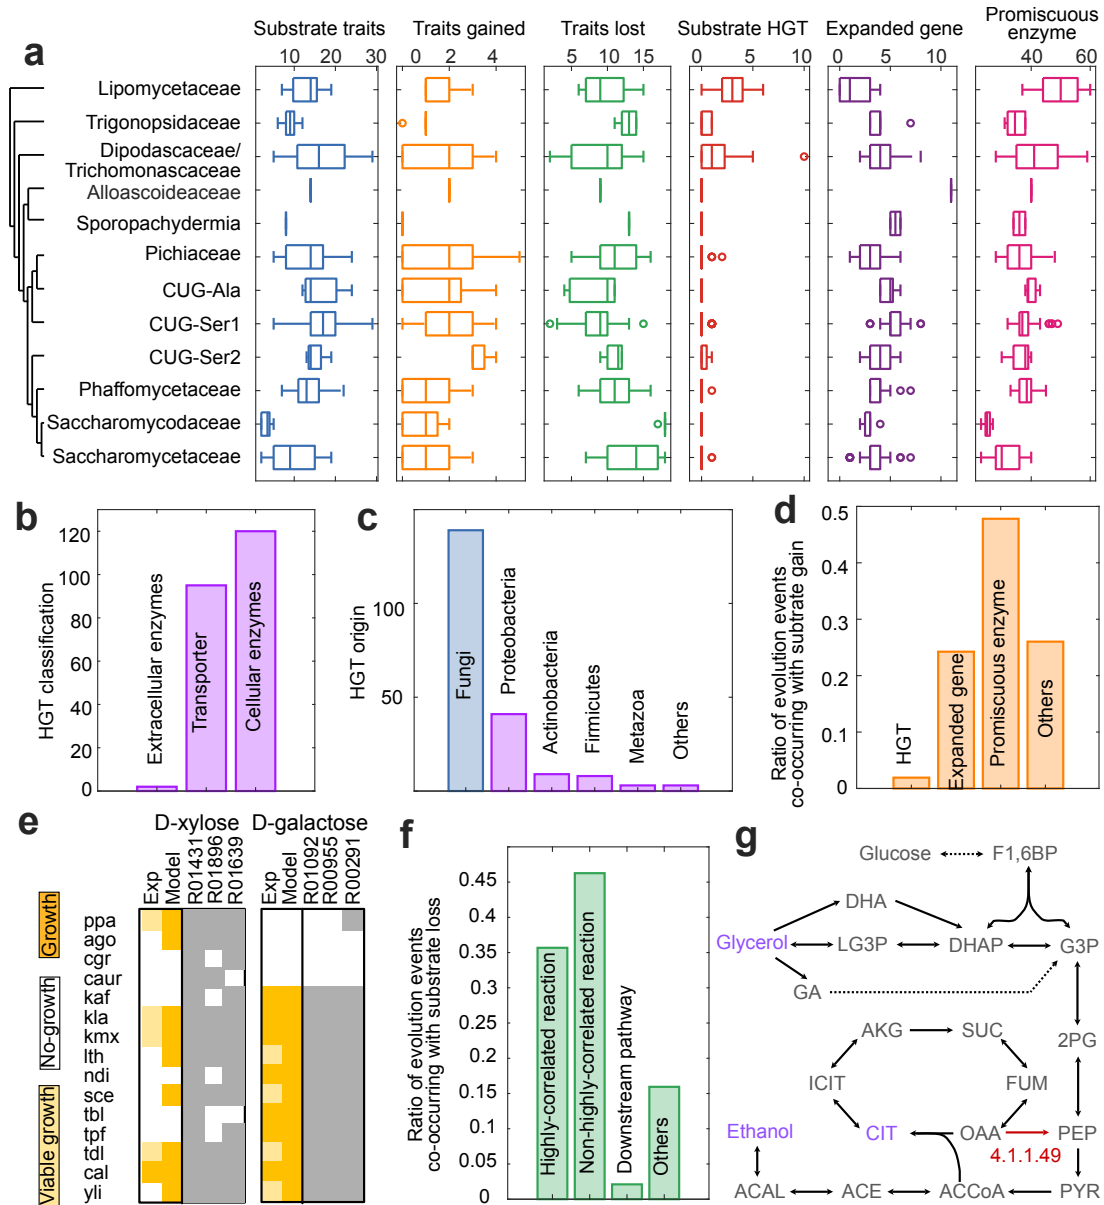 a
Substrate traits
Traits gained
Traits lost
Substrate HGT
Expanded gene
Promiscuous
enzyme
10 20 30
0 2 4
5 10 15
0 5 10
0 5 10
0 50
Lipomycetaceae
Trigonopsidaceae
Dipodascaceae/
Trichomonascaceae
Alloascoideaceae
Sporopachydermia
Pichiaceae
CUG-Ala
CUG-Ser1
CUG-Ser2
Phaffomycetaceae
Saccharomycodaceae
Saccharomycetaceae
b
HGT classification
120
100
80
60
40
20
0
Extracellular enzymes
Transporter
Cellular enzymes
c
HGT origin
100
50
Fungi
Proteobacteria
Actinobacteria
Firmicutes
Metazoa
Others
d
Ratio of evolution events
co-occurring with subtrate gain
0.5
0.4
0.3
0.2
0.1
0
HGT
Expanded gene
Promiscuous enzyme
Others
e
D-xylose
D-galactose
Exp
Model
R01431
R01896
R01639
Exp
Model
R01092
R00955
R00291
Growth
No-growth
Viable growth
ppa
ago
cgr
caur
kaf
kla
kmx
lth
ndi
sce
tbl
tpf
tdl
cal
yli
f
Ratio of evolution events
co-occurring with substrate loss
0.45
0.4
0.35
0.3
0.25
0.2
0.15
0.1
0.05
0
Highly-correlated reaction
Non-highly-correlated reaction
Downstream pathway
Others
g
Glucose
F1,6BP
DHA
Glycerol
LG3P
DHAP
G3P
GA
AKG
SUC
2PG
ICIT
FUM
Ethanol
CIT
OAA
PEP
4.1.1.49
ACAL
ACE
ACCoA
PYR